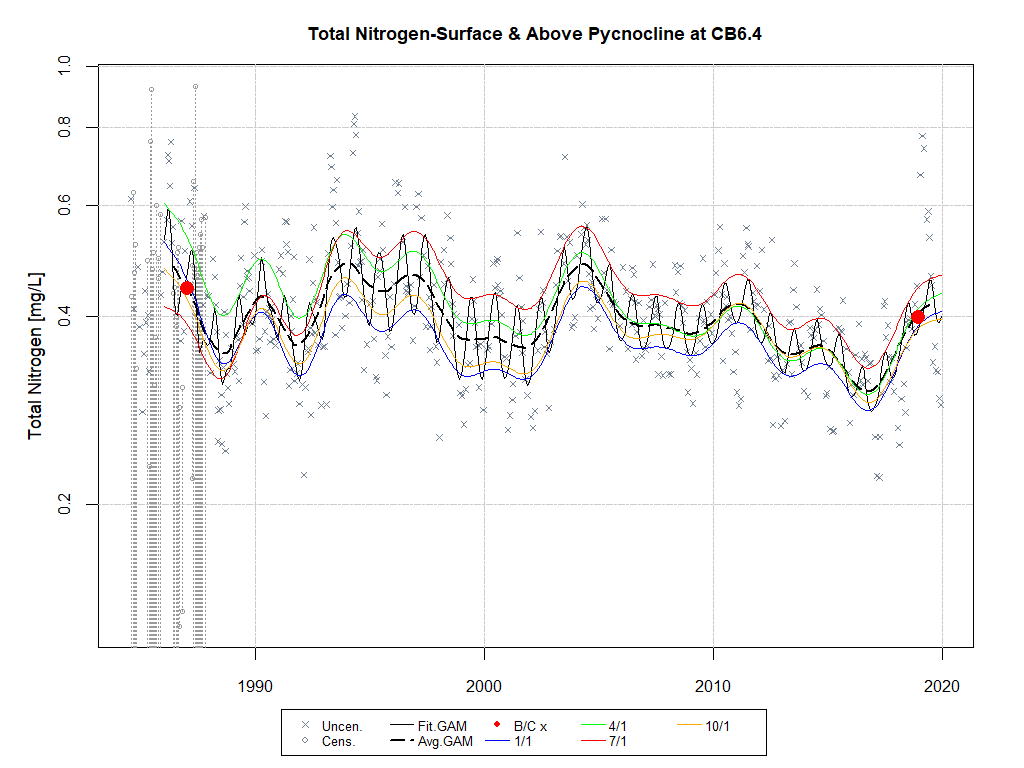 Total Nitrogen-Surface & Above Pycnocline at CB6.4
Total Nitrogen [mg/L]
1.0
0.8
0.6
0.4
0.2
1990 2000 2010 2020
Uncen. Fit.GAM B/C x 4/1 10/1
Cens. Avg.GAM 1/1 7/1